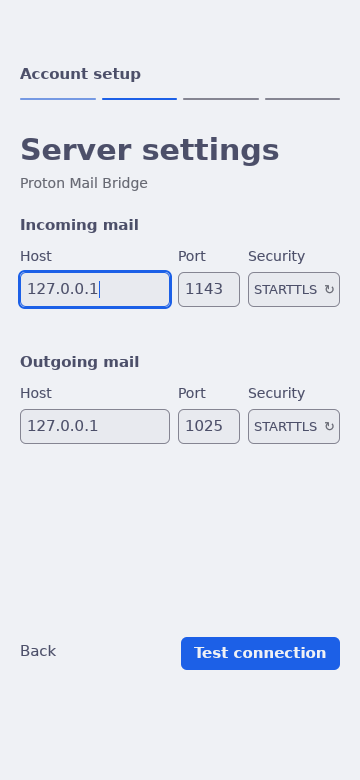 Account setup
Server settings
Proton Mail Bridge
Incoming mail
Host Port Security
127.0.0.1 1143 STARTTLS ↻
Outgoing mail
Host Port Security
127.0.0.1 1025 STARTTLS ↻
Back Test connection